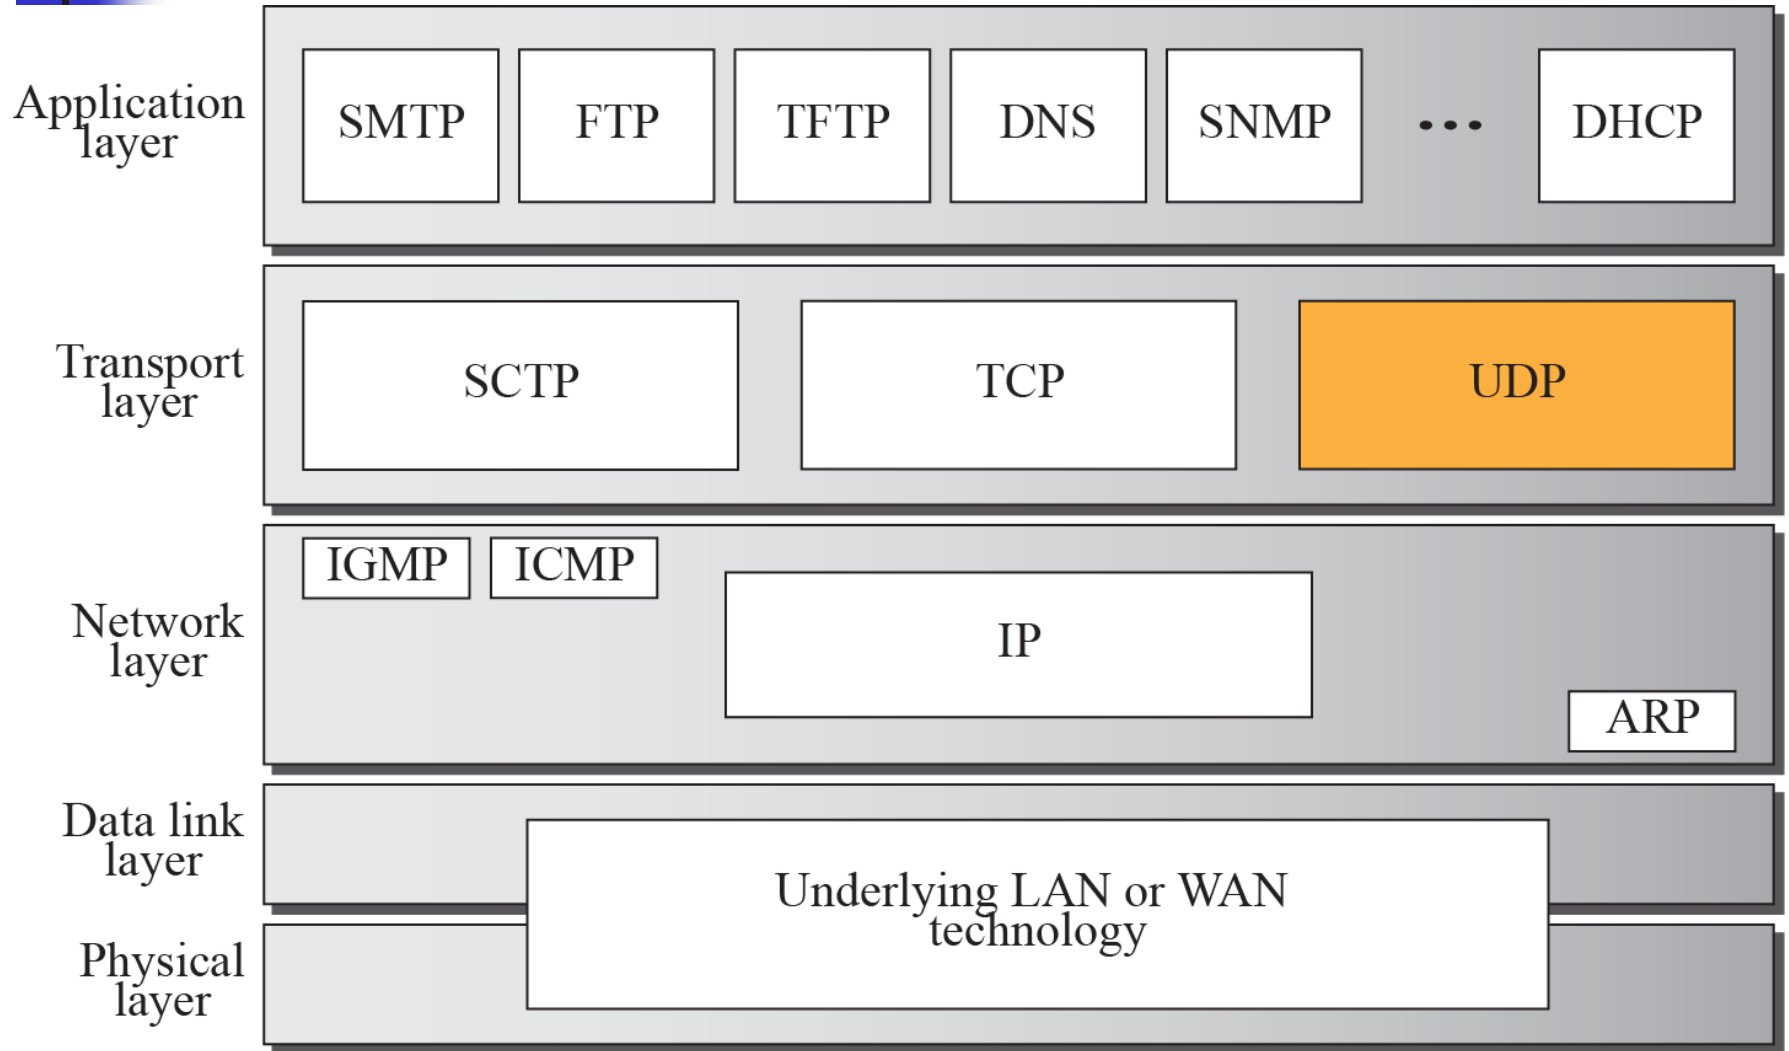 Application
layer
SMTP
FTP
TFTP
DNS
SNMP
...
DHCP
Transport
layer
SCTP
TCP
UDP
Network
layer
IGMP
ICMP
IP
ARP
Data link
layer
Underlying LAN or WAN
technology
Physical
layer